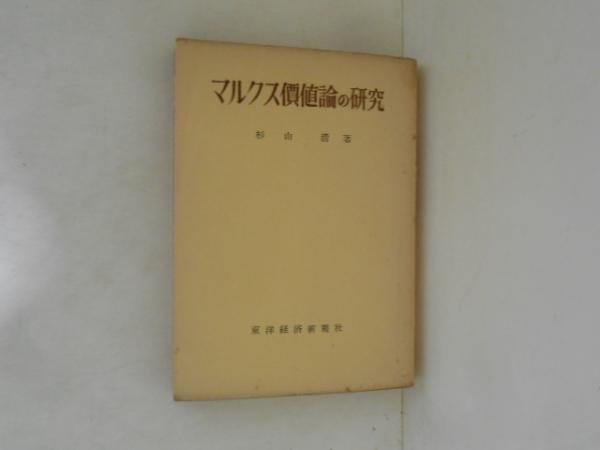 マルクス價値論の研究
杉山清著
東洋経済新報社